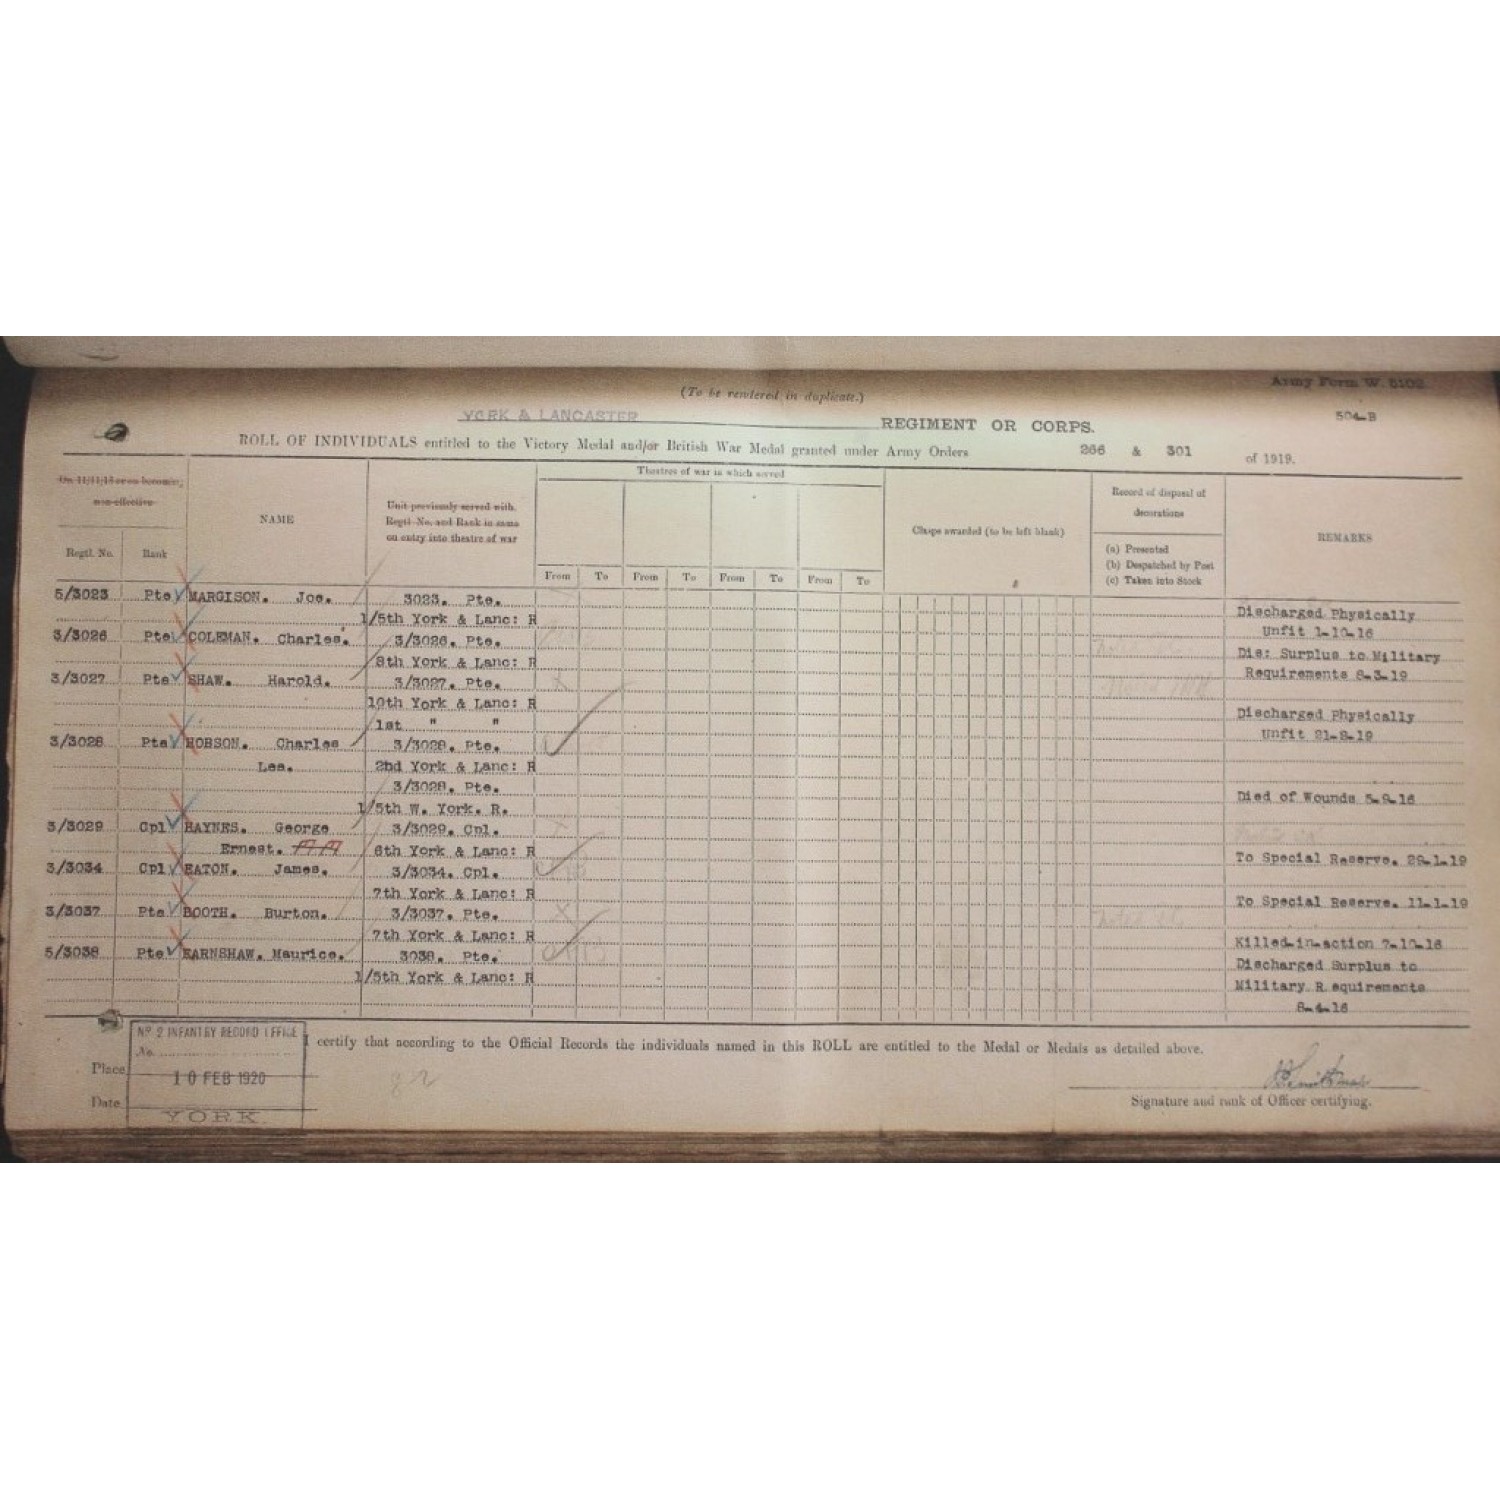 Army Form W. 5102.
(To be rendered in duplicate.)
504-B
YORK & LANCASTER REGIMENT OR CORPS.
ROLL OF INDIVIDUALS entitled to the Victory Medal and/or British War Medal granted under Army Orders 266 & 301 of 1919.
On 11/11/18 or on becoming non-effective
Regtl. No. Rank
NAME
Unit previously served with.
Regtl. No. and Rank in same
on entry into theatre of war
Theatres of war in which served
From To From To From To From To
Clasps awarded (to be left blank)
Record of disposal of
decorations
(a) Presented
(b) Despatched by Post
(c) Taken into Stock
REMARKS
5/3023 Pte MARGISON. Joe. 3023. Pte.
1/5th York & Lanc: R Discharged Physically
Unfit 1-10-16
3/3026 Pte COLEMAN. Charles. 3/3026. Pte.
8th York & Lanc: R Dis: Surplus to Military
Requirements 8-3-19
3/3027 Pte SHAW. Harold. 3/3027. Pte.
10th York & Lanc: R
1st " " Discharged Physically
Unfit 21-8-19
3/3028 Pte HOBSON. Charles 3/3028. Pte.
Lee. 2nd York & Lanc: R
3/3028. Pte.
1/5th W. York. R. Died of Wounds 5-9-16
3/3029 Cpl HAYNES. George 3/3029. Cpl.
Ernest. 6th York & Lanc: R To Special Reserve. 29-1-19
3/3034 Cpl EATON. James. 3/3034. Cpl.
7th York & Lanc: R To Special Reserve. 11-1-19
3/3037 Pte BOOTH. Burton. 3/3037. Pte.
7th York & Lanc: R Killed-in-action 7-10-16
5/3038 Pte EARNSHAW. Maurice. 3038. Pte.
1/5th York & Lanc: R Discharged Surplus to
Military R equirements
8-4-16
I certify that according to the Official Records the individuals named in this ROLL are entitled to the Medal or Medals as detailed above.
Nº 2 INFANTRY RECORD OFFICE
No.
Place 10 FEB 1920
Date YORK.
Signature and rank of Officer certifying.